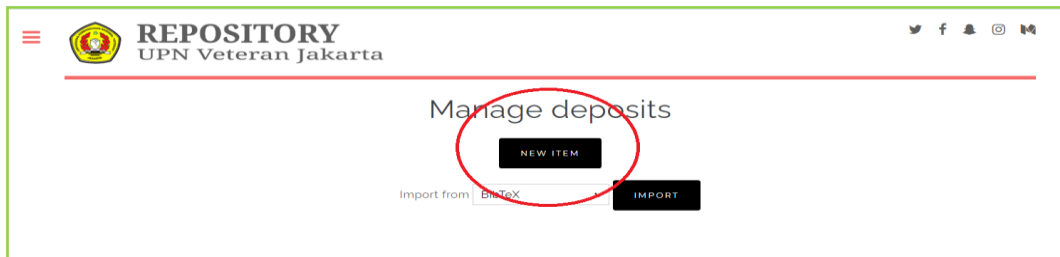 REPOSITORY
UPN Veteran Jakarta
Manage deposits
NEW ITEM
Import from BibTeX IMPORT